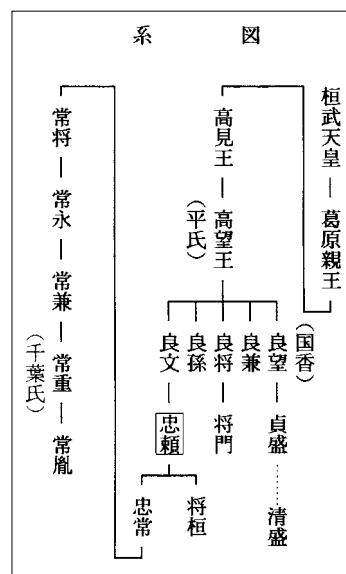 系図
桓武天皇 ― 葛原親王
高見王 ― 高望王
(平氏)
良望 ― 貞盛 …… 清盛
(国香)
良兼
良将 ― 将門
良孫
良文 ― 忠頼
将桓
忠常
常将 ― 常永 ― 常兼 ― 常重 ― 常胤
(千葉氏)